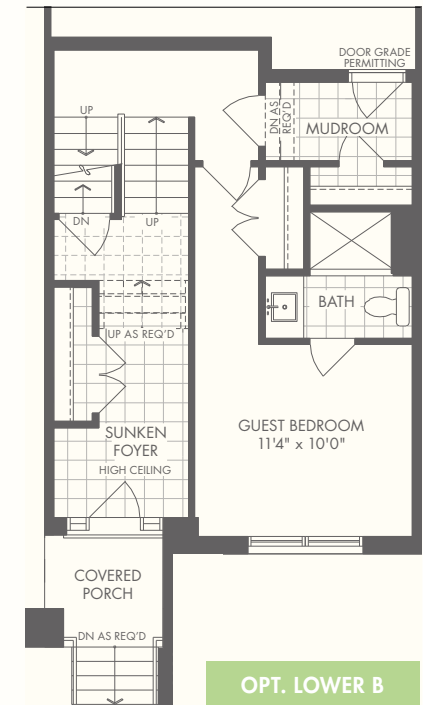 DOOR GRADE
PERMITTING
UP
DN AS
REQ'D
MUDROOM
DN
UP
BATH
UP AS REQ'D
GUEST BEDROOM
11'4" x 10'0"
SUNKEN
FOYER
HIGH CEILING
COVERED
PORCH
DN AS REQ'D
OPT. LOWER B